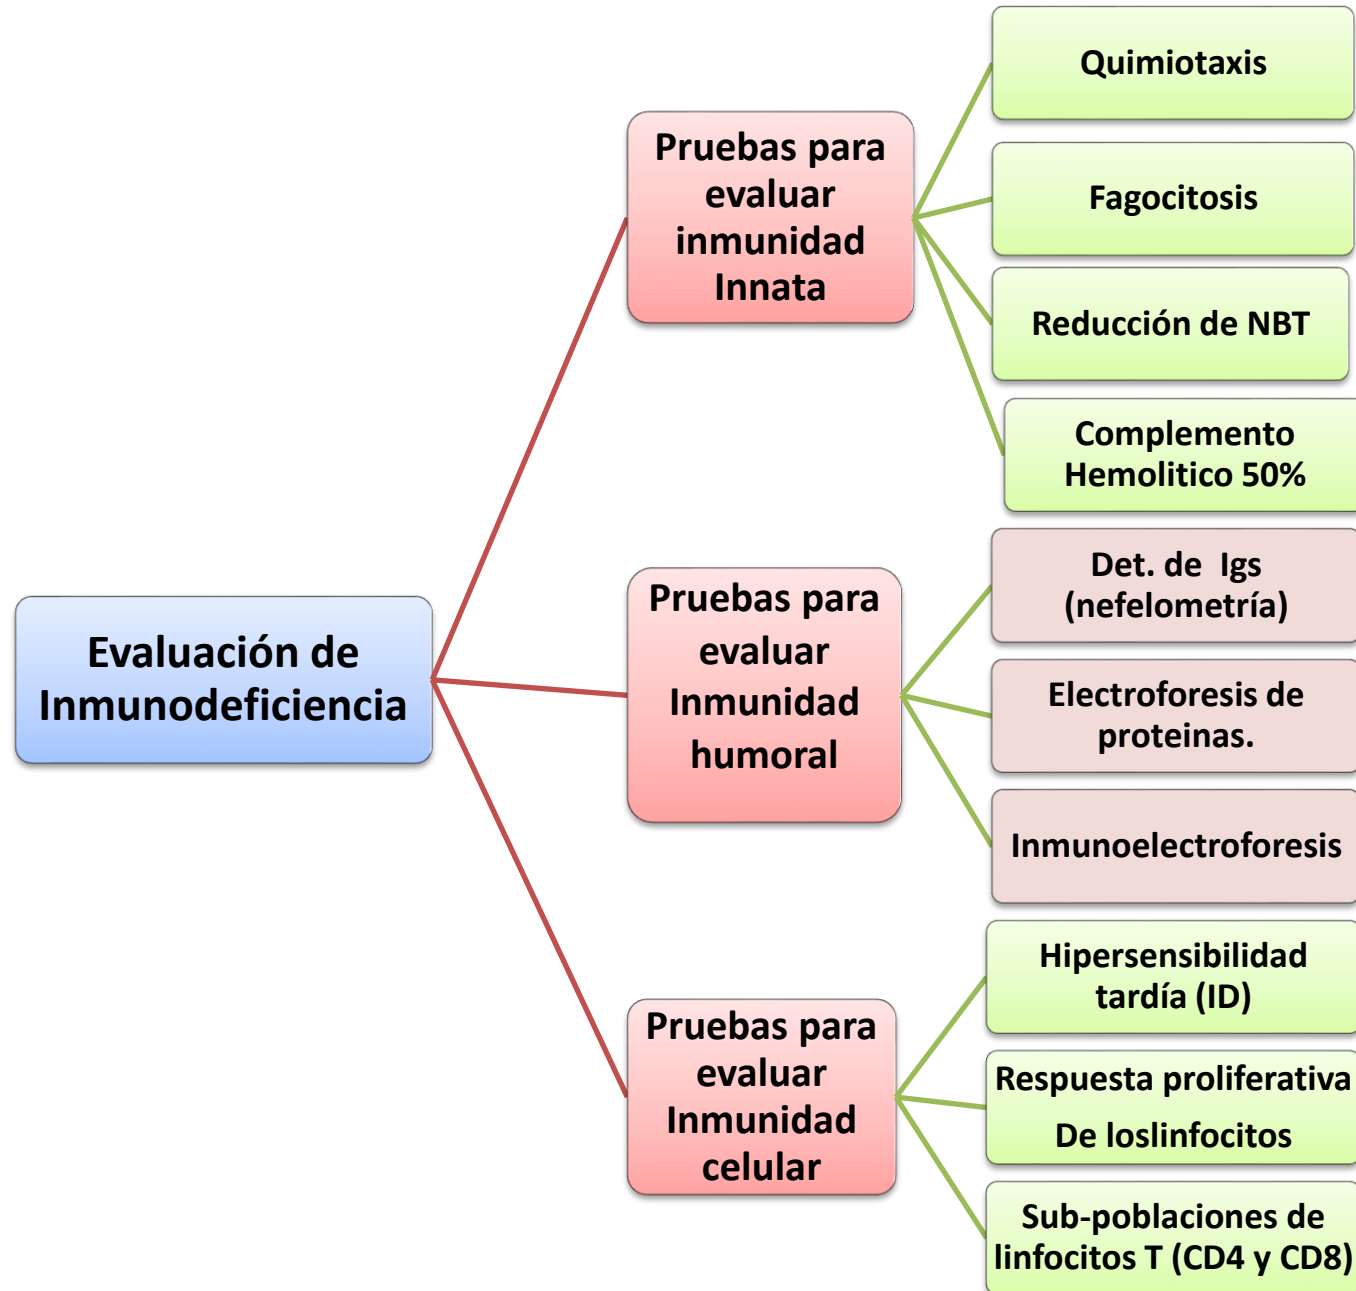 Evaluación de
Inmunodeficiencia
Pruebas para
evaluar
inmunidad
Innata
Quimiotaxis
Fagocitosis
Reducción de NBT
Complemento
Hemolitico 50%
Pruebas para
evaluar
Inmunidad
humoral
Det. de Igs
(nefelometría)
Electroforesis de
proteinas.
Inmunoelectroforesis
Pruebas para
evaluar
Inmunidad
celular
Hipersensibilidad
tardía (ID)
Respuesta proliferativa
De loslinfocitos
Sub-poblaciones de
linfocitos T (CD4 y CD8)